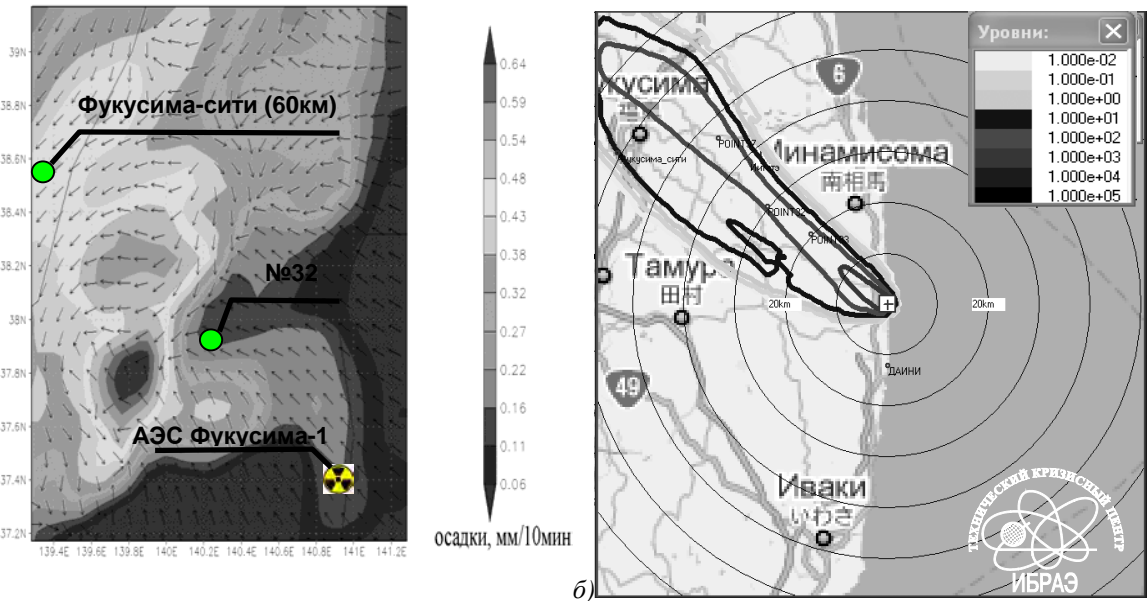 39N
38.8N
38.6N
38.4N
38.2N
38N
37.8N
37.6N
37.4N
37.2N
139.4E 139.6E 139.8E 140E 140.2E 140.4E 140.6E 140.8E 141E 141.2E
Фукусима-сити (60км)
№32
АЭС Фукусима-1
0.64
0.59
0.54
0.48
0.43
0.38
0.32
0.27
0.22
0.16
0.11
0.06
осадки, мм/10мин
б)
Уровни:
1.000e-02
1.000e-01
1.000e+00
1.000e+01
1.000e+02
1.000e+03
1.000e+04
1.000e+05
6
кусима
Фукусима_сити
Минамисома
南相馬
POINT32
POINT33
Тамура
田村
20km
20km
ДАИНИ
49
Иваки
いわき
ТЕХНИЧЕСКИЙ КРИЗИСНЫЙ ЦЕНТР
ИБРАЭ